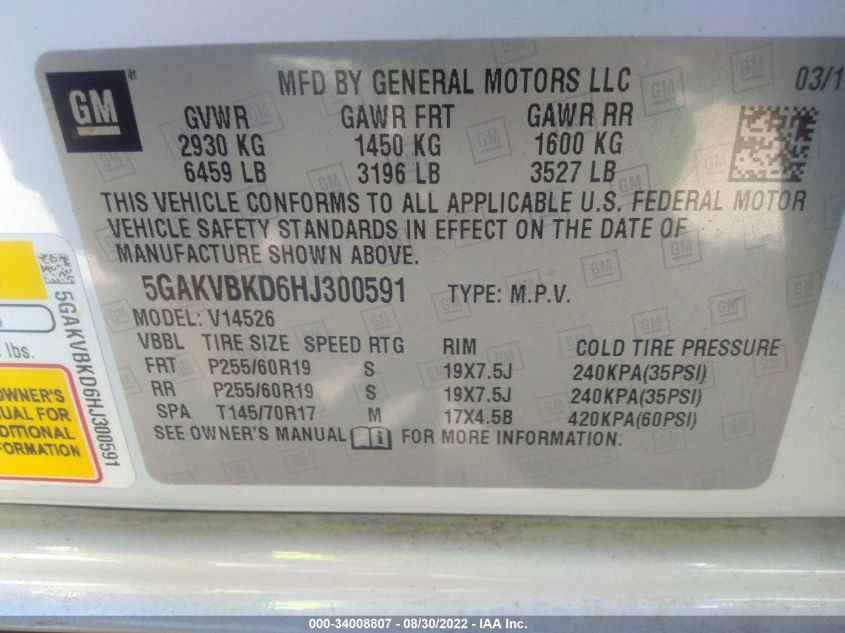 GM
®
MFD BY GENERAL MOTORS LLC
03/1
GVWR GAWR FRT GAWR RR
2930 KG 1450 KG 1600 KG
6459 LB 3196 LB 3527 LB
THIS VEHICLE CONFORMS TO ALL APPLICABLE U.S. FEDERAL MOTOR
VEHICLE SAFETY STANDARDS IN EFFECT ON THE DATE OF
MANUFACTURE SHOWN ABOVE.
5GAKVBKD6HJ300591 TYPE: M.P.V.
MODEL: V14526
VBBL TIRE SIZE SPEED RTG RIM COLD TIRE PRESSURE
FRT P255/60R19 S 19X7.5J 240KPA(35PSI)
RR P255/60R19 S 19X7.5J 240KPA(35PSI)
SPA T145/70R17 M 17X4.5B 420KPA(60PSI)
SEE OWNER'S MANUAL i FOR MORE INFORMATION.
5GAKVBKD6HJ300591
lbs.
OWNER'S
MANUAL FOR
DITIONAL
FORMATION
000-34008807 - 08/30/2022 - IAA, Inc.